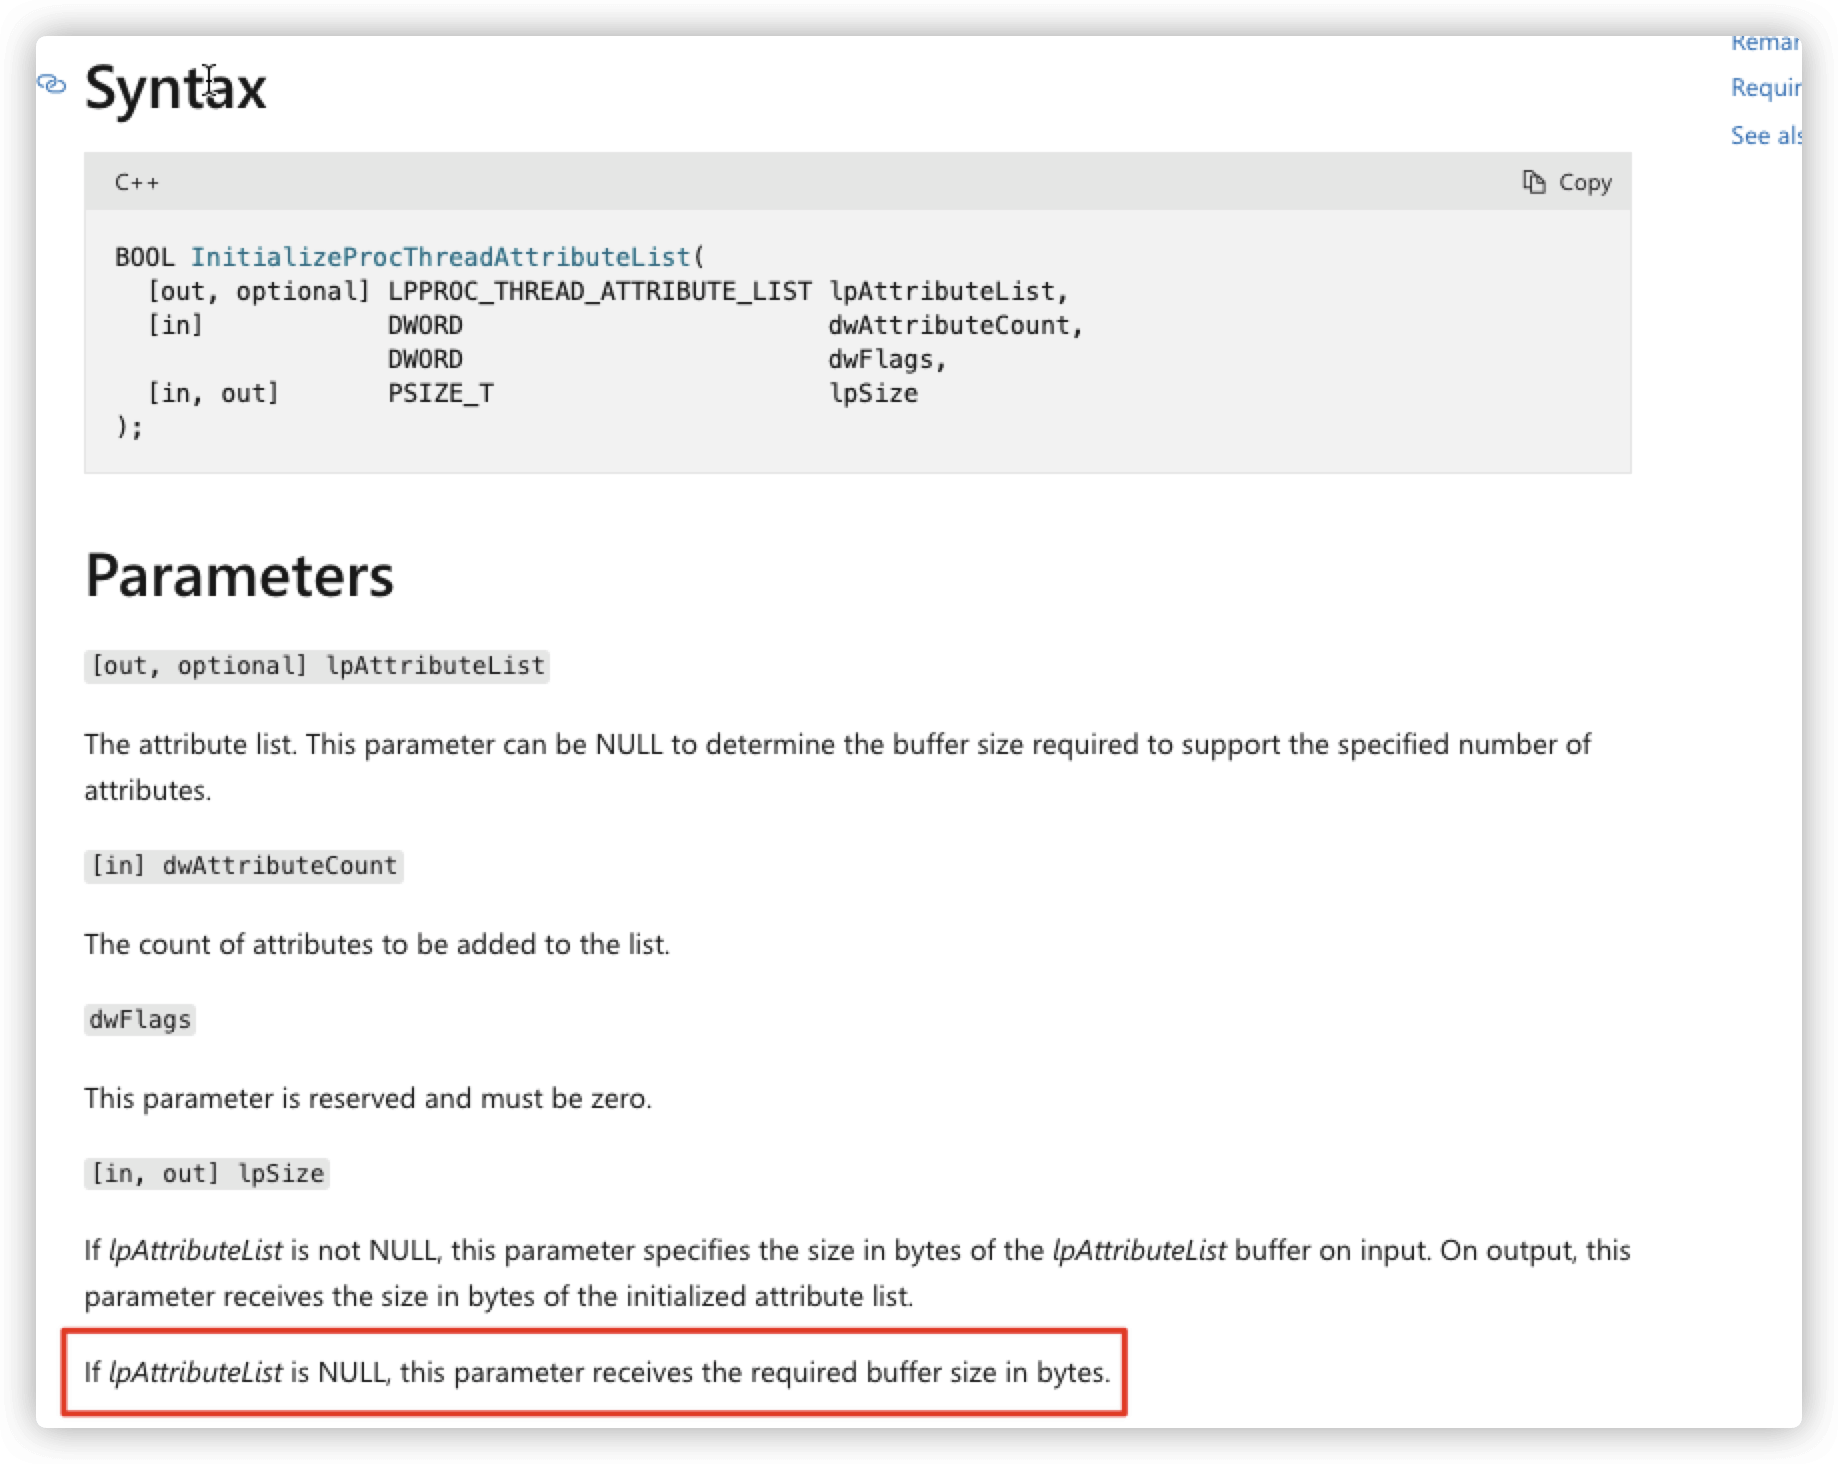 Syntax
C++
Copy
BOOL InitializeProcThreadAttributeList(
  [out, optional] LPPROC_THREAD_ATTRIBUTE_LIST lpAttributeList,
  [in]            DWORD                        dwAttributeCount,
                  DWORD                        dwFlags,
  [in, out]       PSIZE_T                      lpSize
);
Parameters
[out, optional] lpAttributeList
The attribute list. This parameter can be NULL to determine the buffer size required to support the specified number of
attributes.
[in] dwAttributeCount
The count of attributes to be added to the list.
dwFlags
This parameter is reserved and must be zero.
[in, out] lpSize
If lpAttributeList is not NULL, this parameter specifies the size in bytes of the lpAttributeList buffer on input. On output, this
parameter receives the size in bytes of the initialized attribute list.
If lpAttributeList is NULL, this parameter receives the required buffer size in bytes.
See